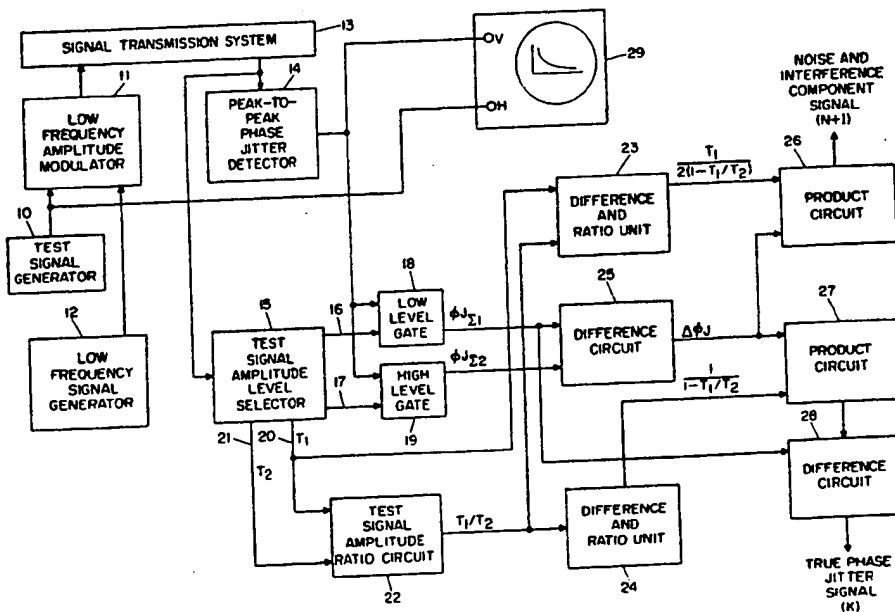 13
SIGNAL TRANSMISSION SYSTEM
11
LOW
FREQUENCY
AMPLITUDE
MODULATOR
14
PEAK-TO-
PEAK
PHASE
JITTER
DETECTOR
V
H
29
NOISE AND
INTERFERENCE
COMPONENT
SIGNAL
(N+I)
10
TEST
SIGNAL
GENERATOR
12
LOW
FREQUENCY
SIGNAL
GENERATOR
23
DIFFERENCE
AND
RATIO UNIT
T1
2(1-T1/T2)
26
PRODUCT
CIRCUIT
15
TEST
SIGNAL
AMPLITUDE
LEVEL
SELECTOR
16
17
18
LOW
LEVEL
GATE
ϕJΣ1
HIGH
LEVEL
GATE
19
ϕJΣ2
25
DIFFERENCE
CIRCUIT
ΔϕJ
1
1-T1/T2
27
PRODUCT
CIRCUIT
21
20
T1
T2
TEST
SIGNAL
AMPLITUDE
RATIO CIRCUIT
22
T1/T2
DIFFERENCE
AND
RATIO UNIT
24
28
DIFFERENCE
CIRCUIT
TRUE PHASE
JITTER
SIGNAL
(K)